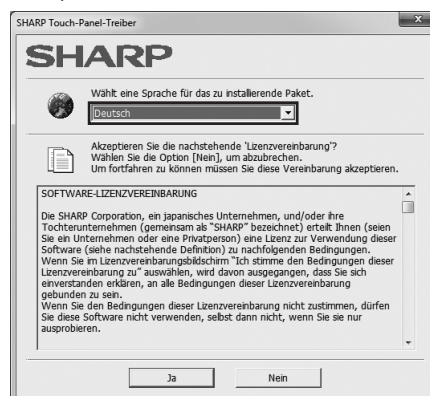 SHARP Touch-Panel-Treiber
SHARP
Wählt eine Sprache für das zu installierende Paket.
Deutsch
Akzeptieren Sie die nachstehende 'Lizenzvereinbarung'?
Wählen Sie die Option [Nein], um abzubrechen.
Um fortfahren zu können müssen Sie diese Vereinbarung akzeptieren.
SOFTWARE-LIZENZVEREINBARUNG
Die SHARP Corporation, ein japanisches Unternehmen, und/oder ihre
Tochterunternehmen (gemeinsam als "SHARP" bezeichnet) erteilt Ihnen (seien
Sie ein Unternehmen oder eine Privatperson) eine Lizenz zur Verwendung dieser
Software (siehe nachstehende Definition) zu nachfolgenden Bedingungen.
Wenn Sie im Lizenzvereinbarungsbildschirm "Ich stimme den Bedingungen dieser
Lizenzvereinbarung zu" auswählen, wird davon ausgegangen, dass Sie sich
einverstanden erklären, an alle Bedingungen dieser Lizenzvereinbarung
gebunden zu sein.
Wenn Sie den Bedingungen dieser Lizenzvereinbarung nicht zustimmen, dürfen
Sie diese Software nicht verwenden, selbst dann nicht, wenn Sie sie nur
ausprobieren.
Ja
Nein